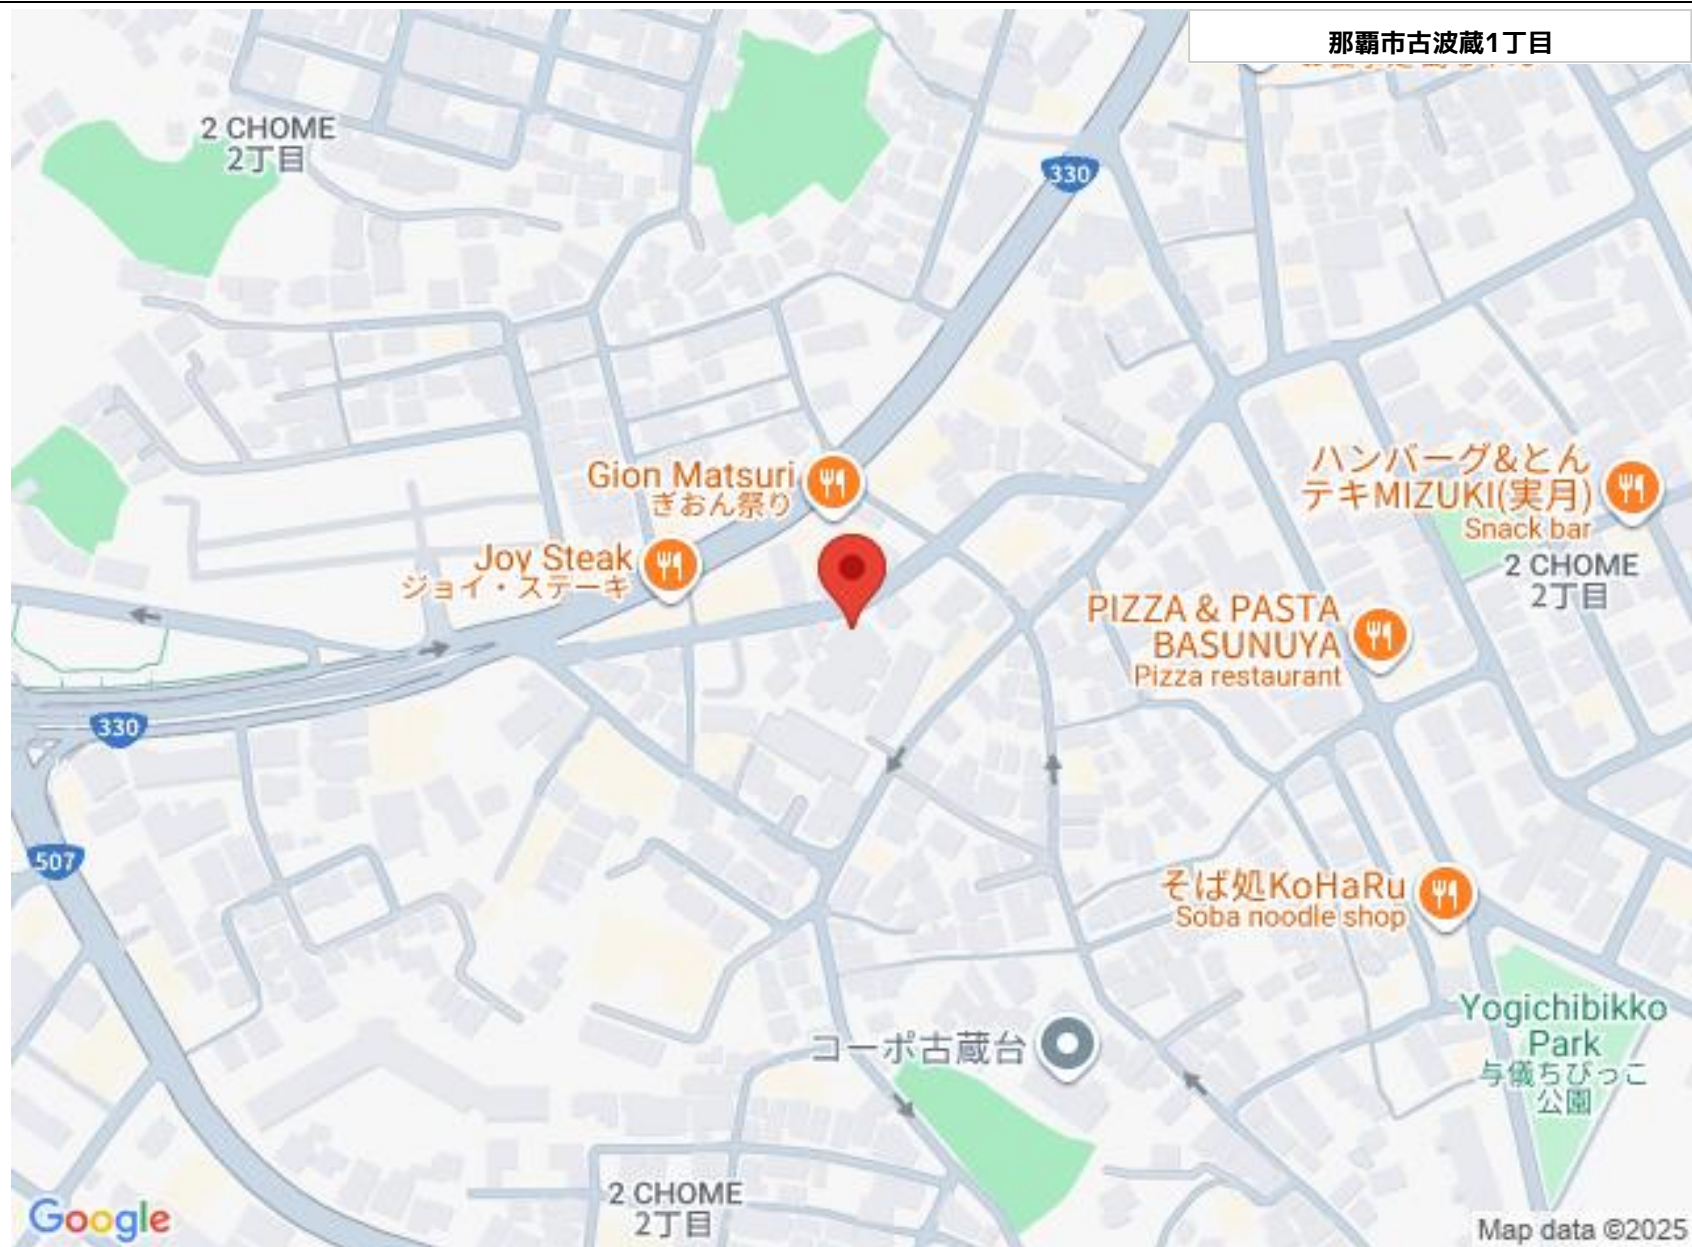 那覇市古波蔵1丁目
2 CHOME
2丁目
330
Gion Matsuri
ぎおん祭り
Joy Steak
ジョイ・ステーキ
ハンバーグ&とん
テキMIZUKI(実月)
Snack bar
2 CHOME
2丁目
PIZZA & PASTA
BASUNUYA
Pizza restaurant
330
507
そば処KoHaRu
Soba noodle shop
Yogichibikko
Park
与儀ちびっこ
公園
コーポ古蔵台
2 CHOME
2丁目
Google
Map data ©2025